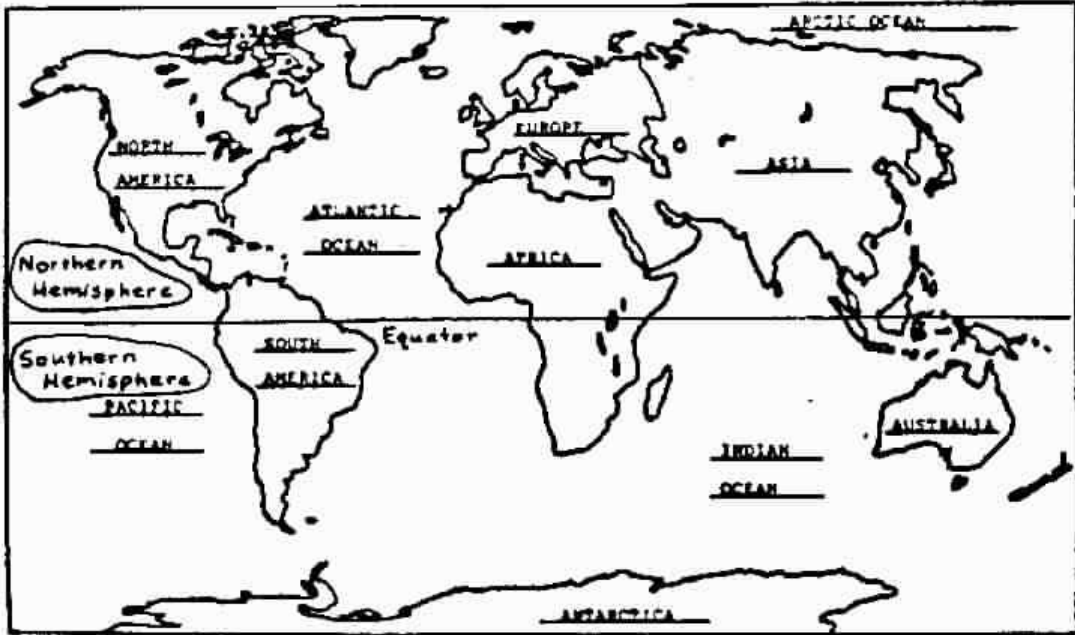 ARCTIC OCEAN
EUROPE
NORTH
AMERICA
ASIA
ATLANTIC
OCEAN
AFRICA
Northern
Hemisphere
Equator
SOUTH
AMERICA
Southern
Hemisphere
PACIFIC
OCEAN
AUSTRALIA
INDIAN
OCEAN
ANTARCTICA